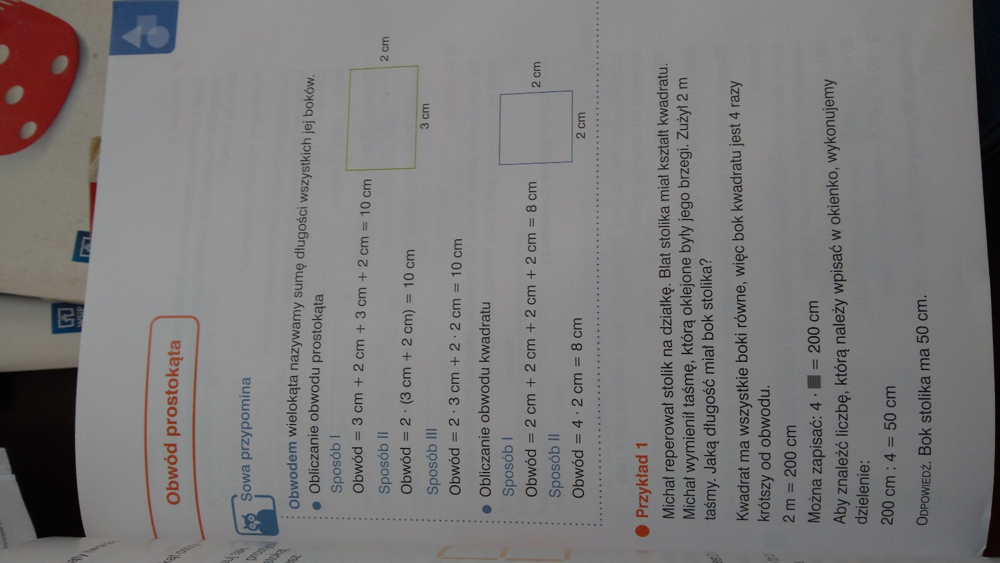 Obwód prostokąta
Sowa przypomina
Obwodem wielokąta nazywamy sumę długości wszystkich jej boków.
• Obliczanie obwodu prostokąta
Sposób I
Obwód = 3 cm + 2 cm + 3 cm + 2 cm = 10 cm
Sposób II
Obwód = 2 · (3 cm + 2 cm) = 10 cm
Sposób III
Obwód = 2 · 3 cm + 2 · 2 cm = 10 cm
2 cm
3 cm
• Obliczanie obwodu kwadratu
Sposób I
Obwód = 2 cm + 2 cm + 2 cm + 2 cm = 8 cm
Sposób II
Obwód = 4 · 2 cm = 8 cm
2 cm
2 cm
• Przykład 1
Michał reperował stolik na działkę. Blat stolika miał kształt kwadratu.
Michał wymienił taśmę, którą oklejone były jego brzegi. Zużył 2 m
taśmy. Jaką długość miał bok stolika?
Kwadrat ma wszystkie boki równe, więc bok kwadratu jest 4 razy
krótszy od obwodu.
2 m = 200 cm
Można zapisać: 4 · ■ = 200 cm
Aby znaleźć liczbę, którą należy wpisać w okienko, wykonujemy
dzielenie:
200 cm : 4 = 50 cm
ODPOWIEDŹ. Bok stolika ma 50 cm.